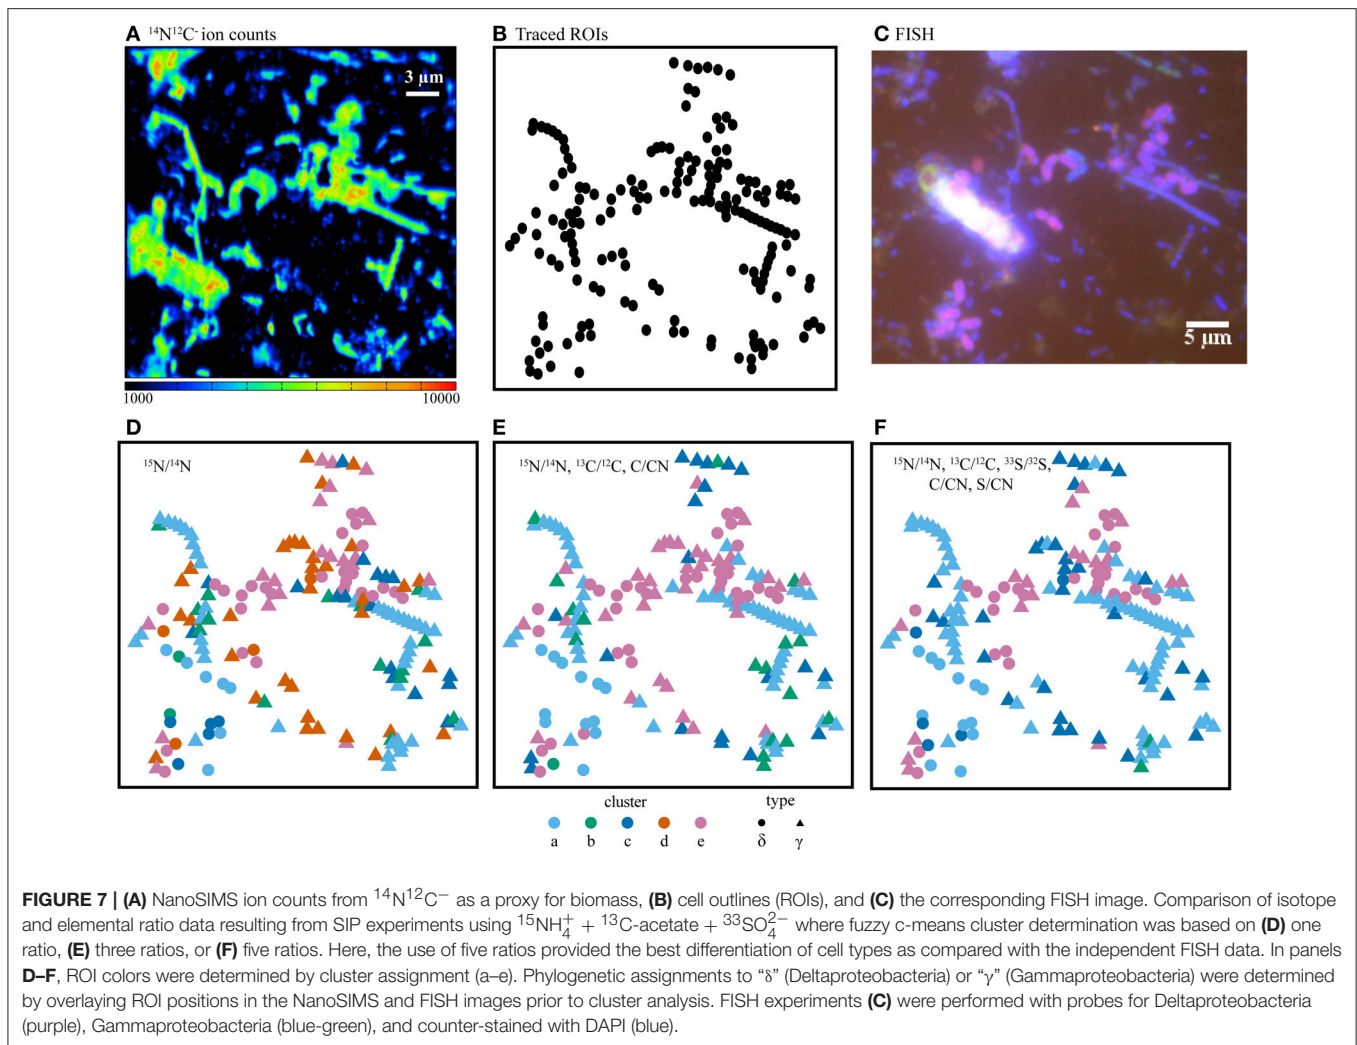 A ¹⁴N¹²C⁻ ion counts
B Traced ROIs
C FISH
3 µm
5 µm
1000 10000
D
E
F
¹⁵N/¹⁴N
¹⁵N/¹⁴N, ¹³C/¹²C, C/CN
¹⁵N/¹⁴N, ¹³C/¹²C, ³³S/³²S,
C/CN, S/CN
cluster type
a b c d e δ γ
FIGURE 7 | (A) NanoSIMS ion counts from ¹⁴N¹²C⁻ as a proxy for biomass, (B) cell outlines (ROIs), and (C) the corresponding FISH image. Comparison of isotope
and elemental ratio data resulting from SIP experiments using ¹⁵NH₄⁺ + ¹³C-acetate + ³³SO₄²⁻ where fuzzy c-means cluster determination was based on (D) one
ratio, (E) three ratios, or (F) five ratios. Here, the use of five ratios provided the best differentiation of cell types as compared with the independent FISH data. In panels
D–F, ROI colors were determined by cluster assignment (a–e). Phylogenetic assignments to “δ” (Deltaproteobacteria) or “γ” (Gammaproteobacteria) were determined
by overlaying ROI positions in the NanoSIMS and FISH images prior to cluster analysis. FISH experiments (C) were performed with probes for Deltaproteobacteria
(purple), Gammaproteobacteria (blue-green), and counter-stained with DAPI (blue).